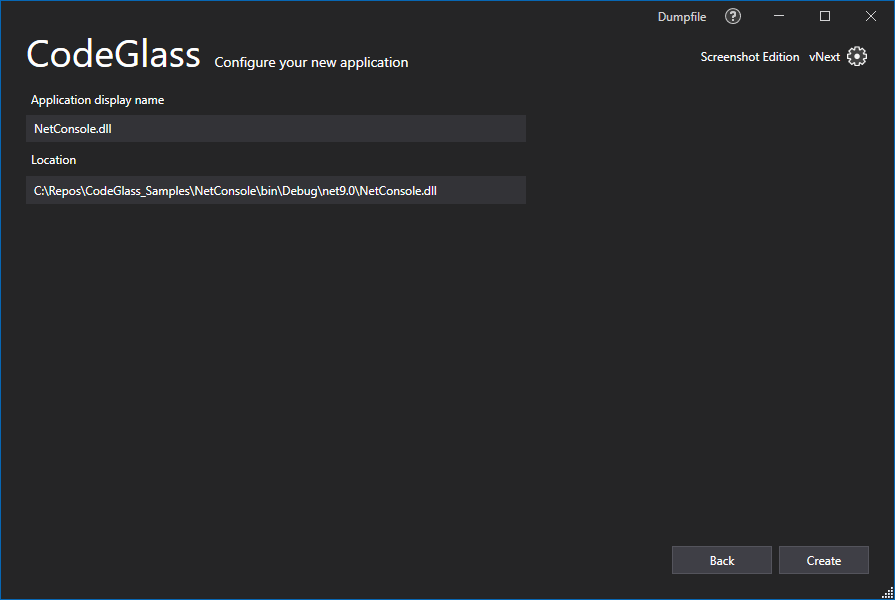 Dumpfile
CodeGlass Configure your new application
Screenshot Edition vNext
Application display name
NetConsole.dll
Location
C:\Repos\CodeGlass_Samples\NetConsole\bin\Debug\net9.0\NetConsole.dll
Back
Create